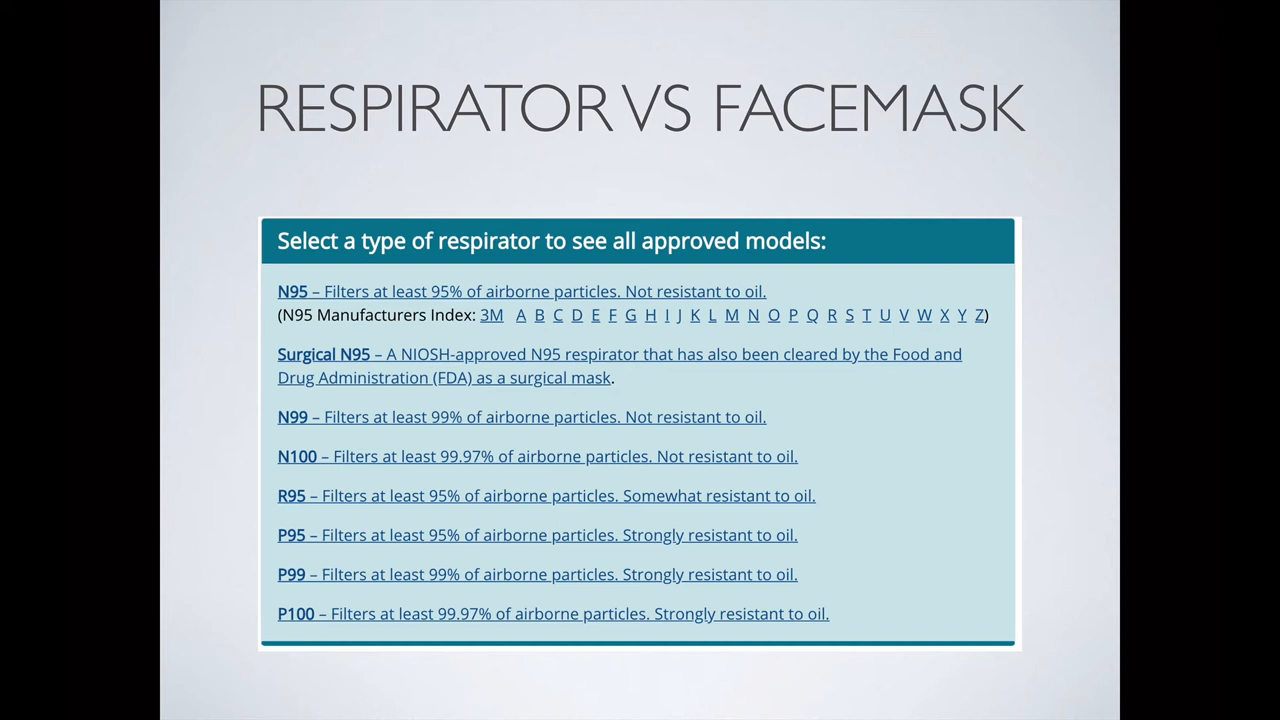 RESPIRATOR VS FACEMASK
Select a type of respirator to see all approved models:
N95 – Filters at least 95% of airborne particles. Not resistant to oil.
(N95 Manufacturers Index: 3M A B C D E F G H I J K L M N O P Q R S T U V W X Y Z)
Surgical N95 – A NIOSH-approved N95 respirator that has also been cleared by the Food and
Drug Administration (FDA) as a surgical mask.
N99 – Filters at least 99% of airborne particles. Not resistant to oil.
N100 – Filters at least 99.97% of airborne particles. Not resistant to oil.
R95 – Filters at least 95% of airborne particles. Somewhat resistant to oil.
P95 – Filters at least 95% of airborne particles. Strongly resistant to oil.
P99 – Filters at least 99% of airborne particles. Strongly resistant to oil.
P100 – Filters at least 99.97% of airborne particles. Strongly resistant to oil.